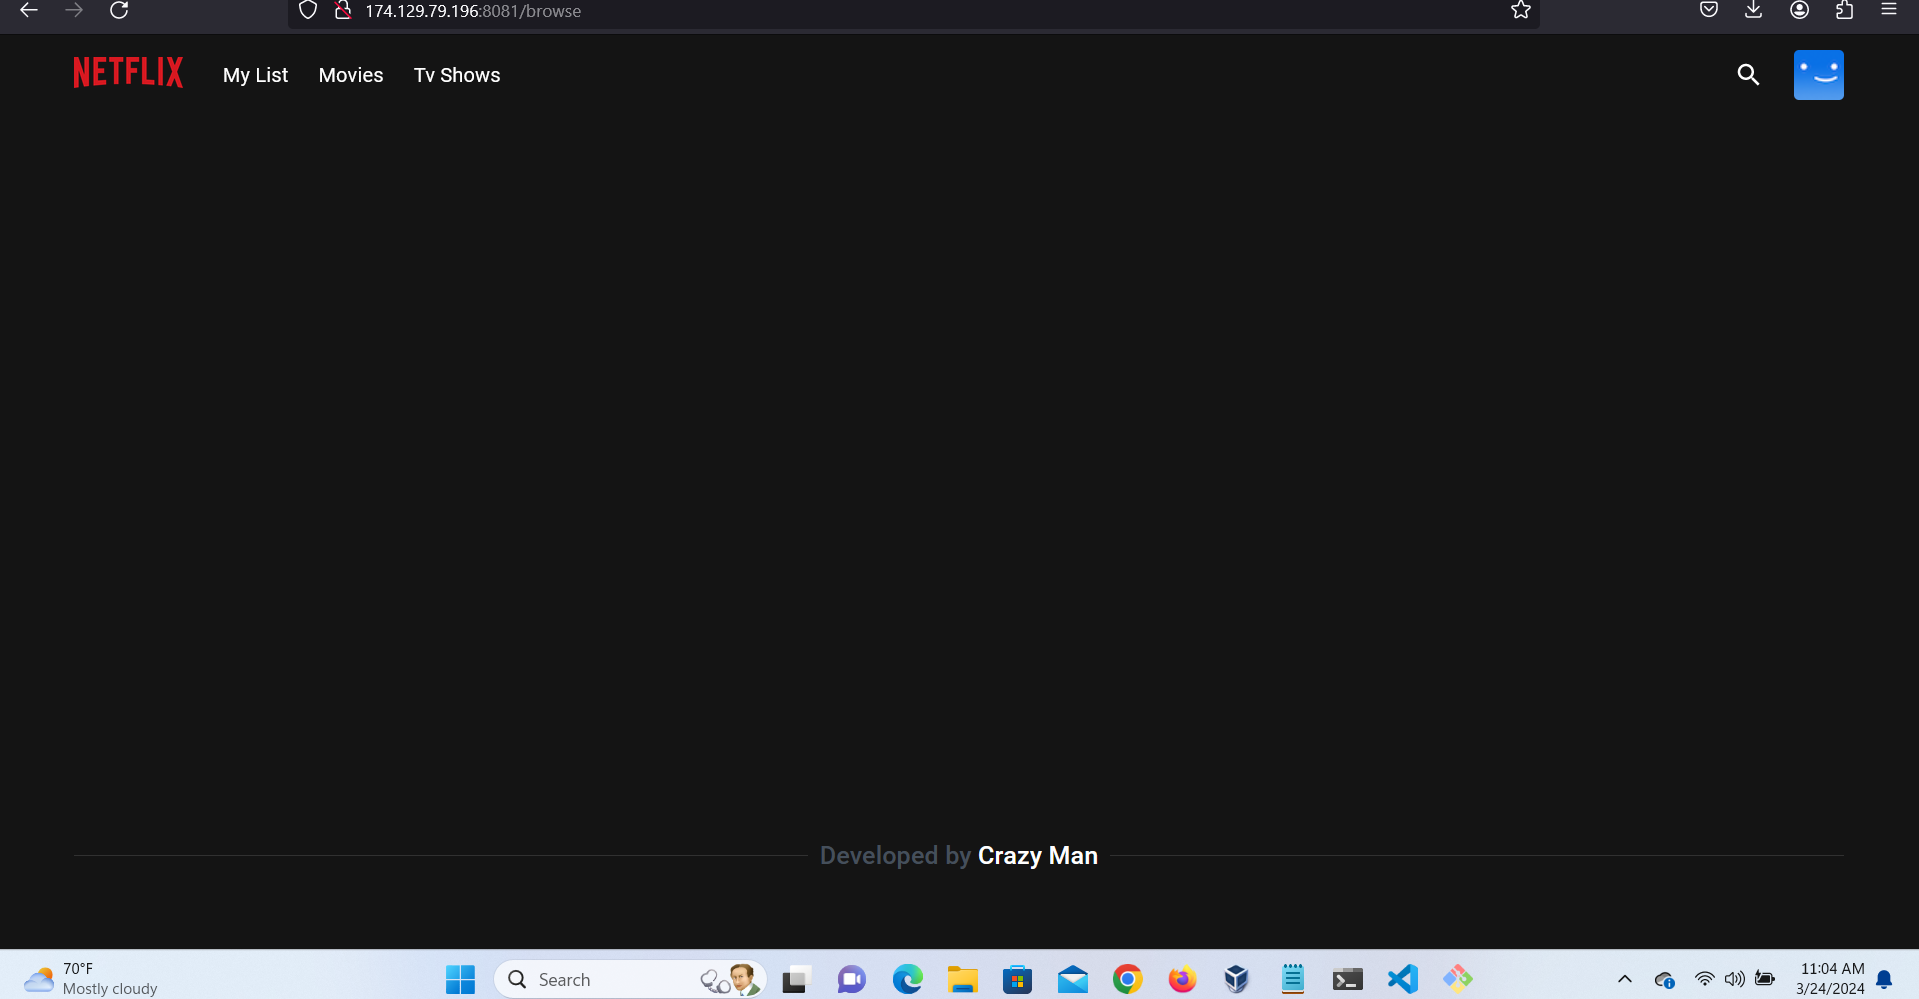 174.129.79.196:8081/browse
NETFLIX My List Movies Tv Shows
Developed by Crazy Man
70°F
Mostly cloudy
Search
11:04 AM
3/24/2024